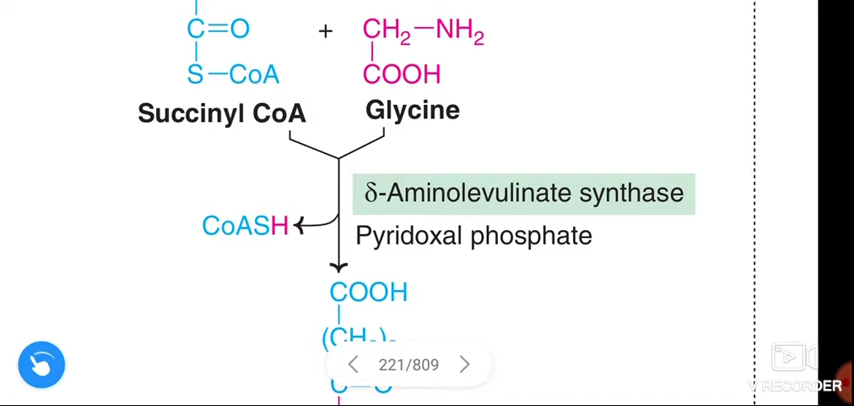 C=O + CH₂–NH₂
S–CoA COOH
Succinyl CoA Glycine
δ-Aminolevulinate synthase
CoASH
Pyridoxal phosphate
COOH
221/809
V RECORDER